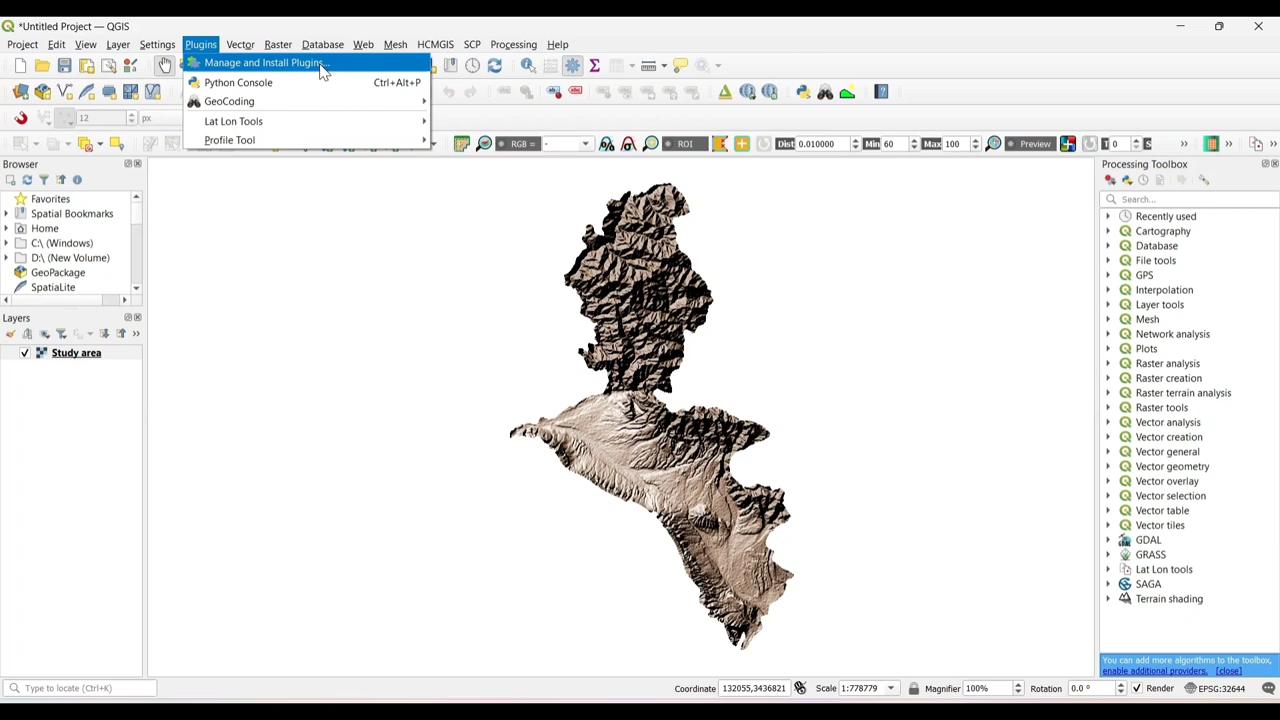 *Untitled Project — QGIS
Project Edit View Layer Settings Plugins Vector Raster Database Web Mesh HCMGIS SCP Processing Help
Manage and Install Plugins...
Python Console Ctrl+Alt+P
GeoCoding
Lat Lon Tools
Profile Tool
12 px
RGB = - ROI Dist 0.010000 Min 60 Max 100 Preview T 0 S
Browser
Favorites
Spatial Bookmarks
Home
C:\ (Windows)
D:\ (New Volume)
GeoPackage
SpatiaLite
Layers
Study area
Processing Toolbox
Search...
Recently used
Cartography
Database
File tools
GPS
Interpolation
Layer tools
Mesh
Network analysis
Plots
Raster analysis
Raster creation
Raster terrain analysis
Raster tools
Vector analysis
Vector creation
Vector general
Vector geometry
Vector overlay
Vector selection
Vector table
Vector tiles
GDAL
GRASS
Lat Lon tools
SAGA
Terrain shading
You can add more algorithms to the toolbox,
enable additional providers. [close]
Type to locate (Ctrl+K) Coordinate 132055,3436821 Scale 1:778779 Magnifier 100% Rotation 0.0 ° Render EPSG:32644